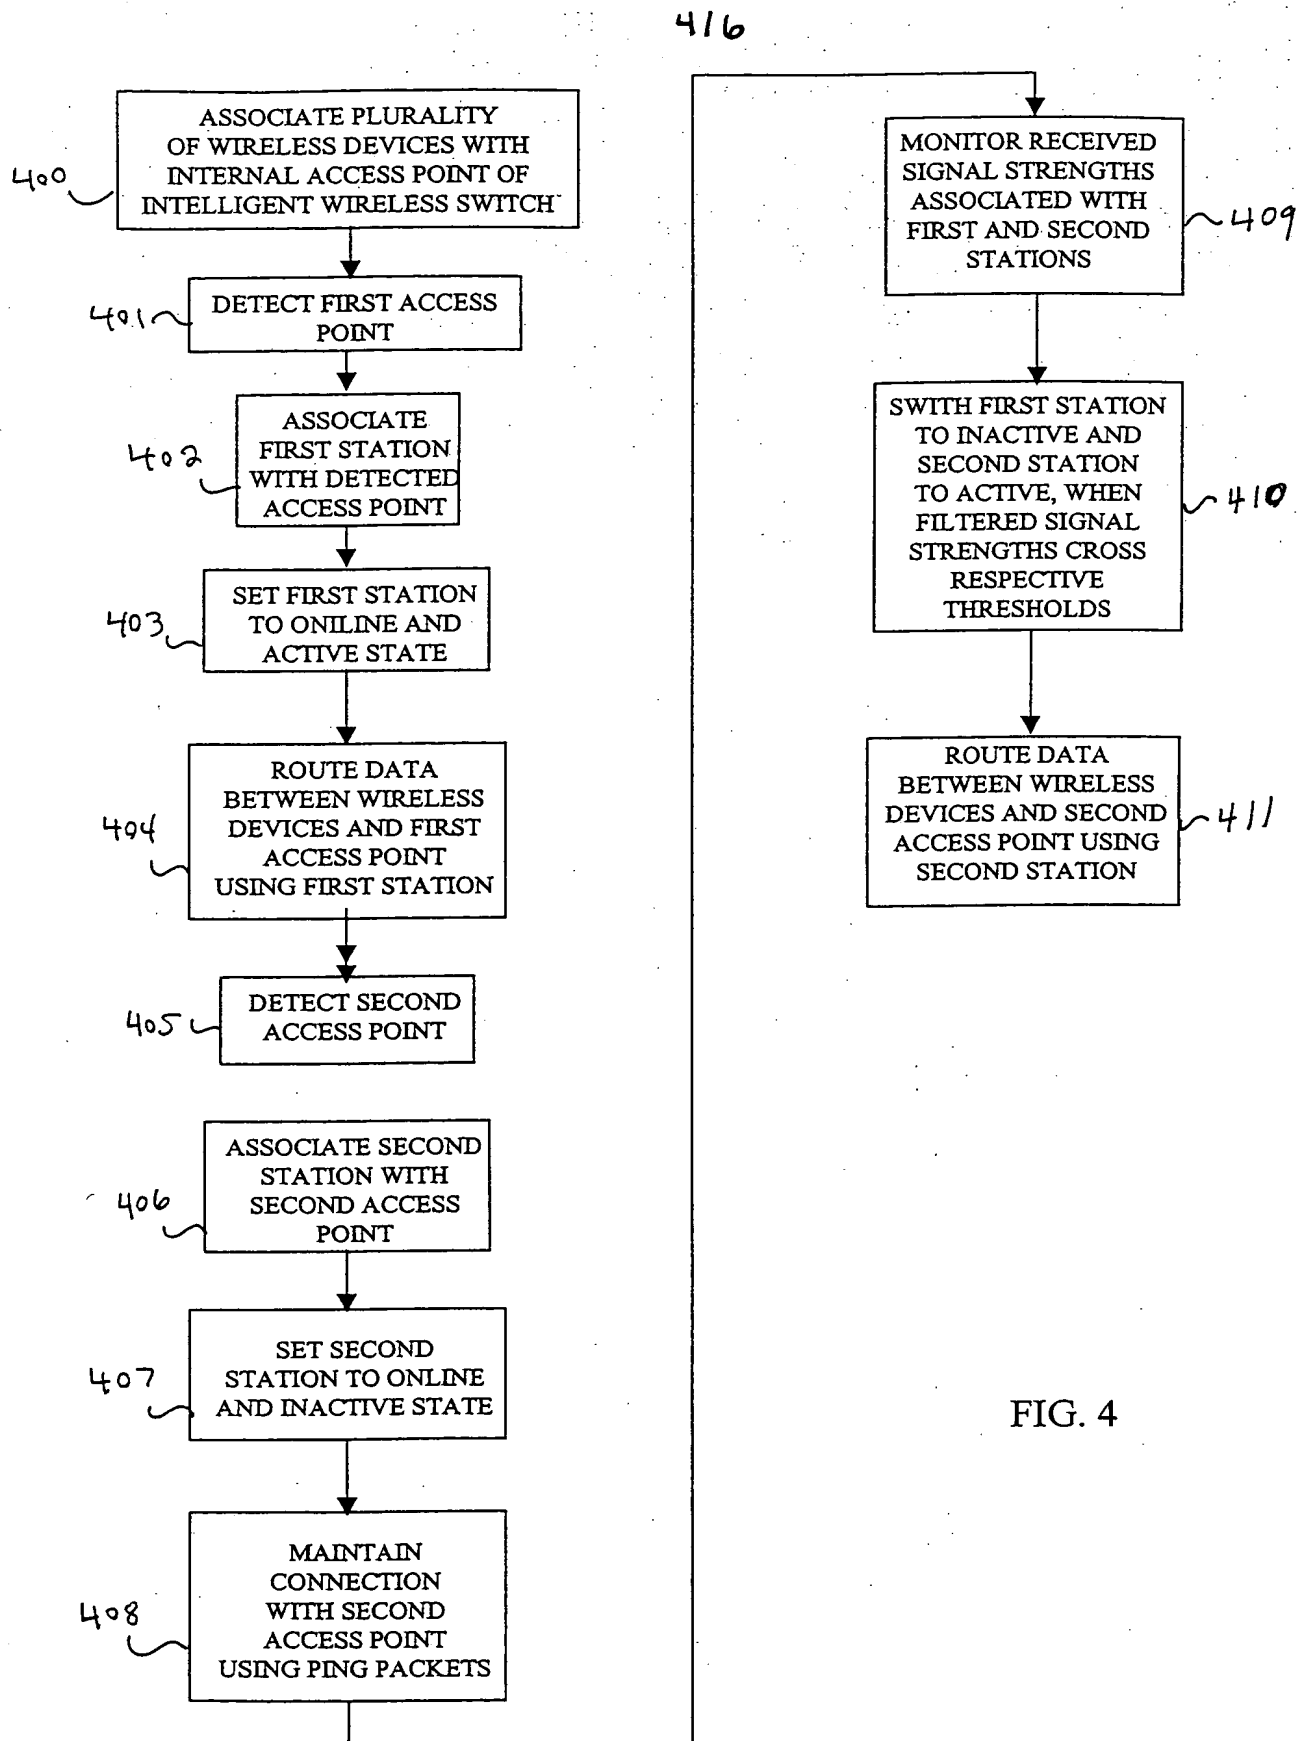 416
ASSOCIATE PLURALITY
OF WIRELESS DEVICES WITH
INTERNAL ACCESS POINT OF
INTELLIGENT WIRELESS SWITCH
400
DETECT FIRST ACCESS
POINT
401
ASSOCIATE
FIRST STATION
WITH DETECTED
ACCESS POINT
402
SET FIRST STATION
TO ONILINE AND
ACTIVE STATE
403
ROUTE DATA
BETWEEN WIRELESS
DEVICES AND FIRST
ACCESS POINT
USING FIRST STATION
404
DETECT SECOND
ACCESS POINT
405
ASSOCIATE SECOND
STATION WITH
SECOND ACCESS
POINT
406
SET SECOND
STATION TO ONLINE
AND INACTIVE STATE
407
MAINTAIN
CONNECTION
WITH SECOND
ACCESS POINT
USING PING PACKETS
408
MONITOR RECEIVED
SIGNAL STRENGTHS
ASSOCIATED WITH
FIRST AND SECOND
STATIONS
409
SWITH FIRST STATION
TO INACTIVE AND
SECOND STATION
TO ACTIVE, WHEN
FILTERED SIGNAL
STRENGTHS CROSS
RESPECTIVE
THRESHOLDS
410
ROUTE DATA
BETWEEN WIRELESS
DEVICES AND SECOND
ACCESS POINT USING
SECOND STATION
411
FIG. 4